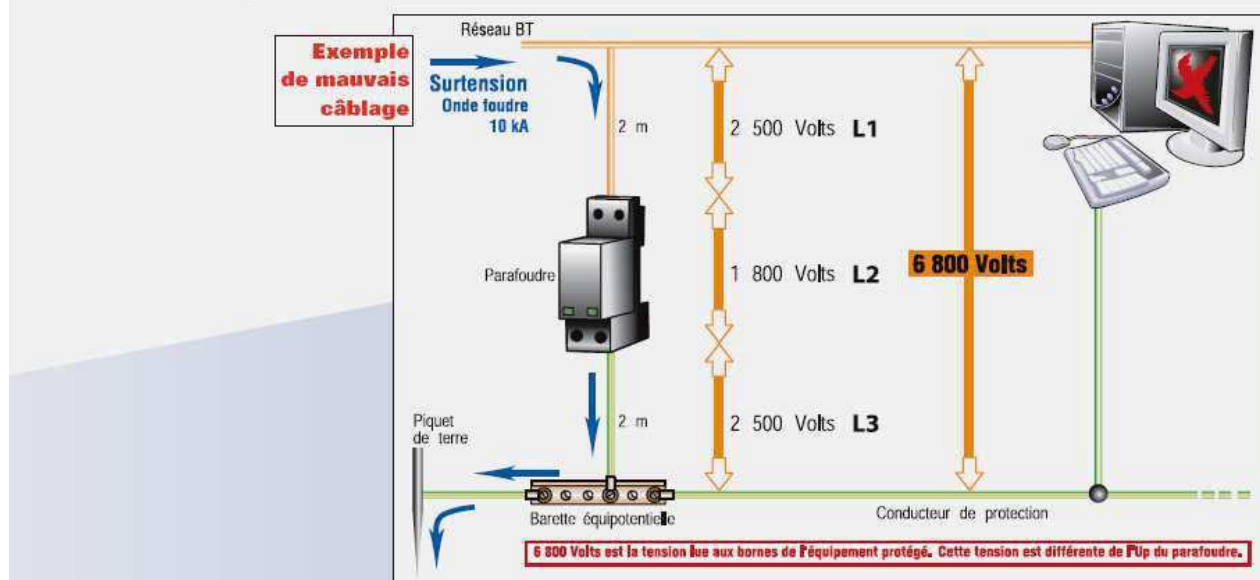 Réseau BT
Exemple
de mauvais
câblage
Surtension
Onde foudre
10 kA
2 m
2 500 Volts L1
Parafoudre
1 800 Volts L2
6 800 Volts
2 m
2 500 Volts L3
Piquet
de terre
Barette équipotentielle
Conducteur de protection
6 800 Volts est la tension lue aux bornes de l'équipement protégé. Cette tension est différente de l'Up du parafoudre.